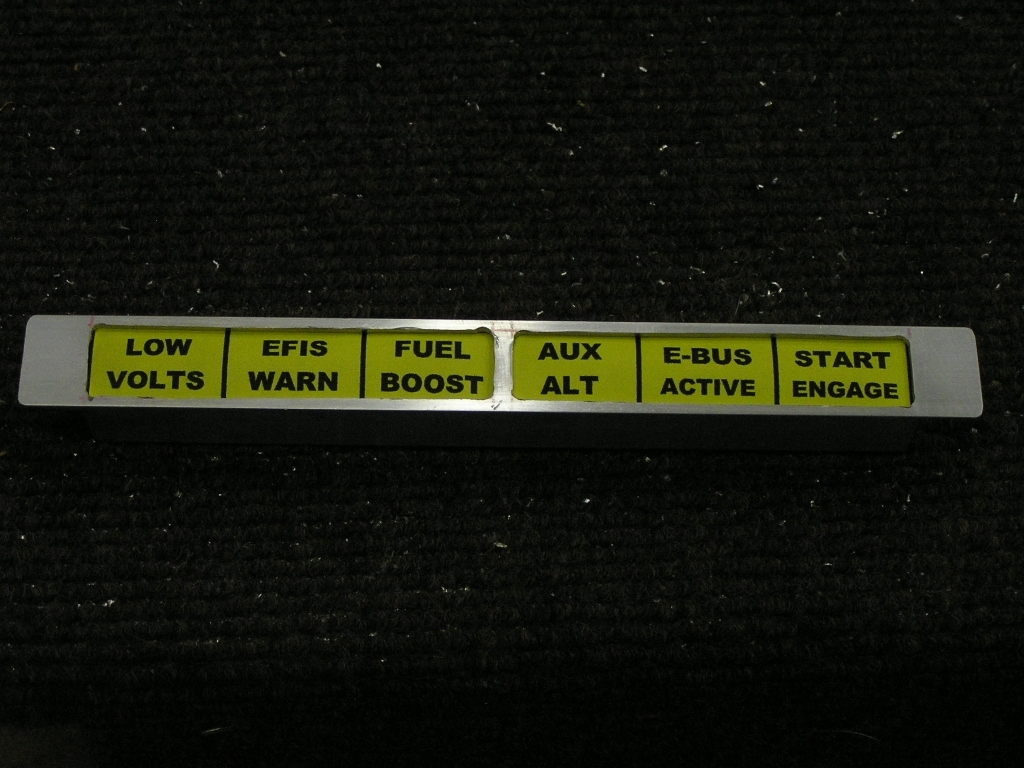 LOW
VOLTS
EFIS
WARN
FUEL
BOOST
AUX
ALT
E-BUS
ACTIVE
START
ENGAGE